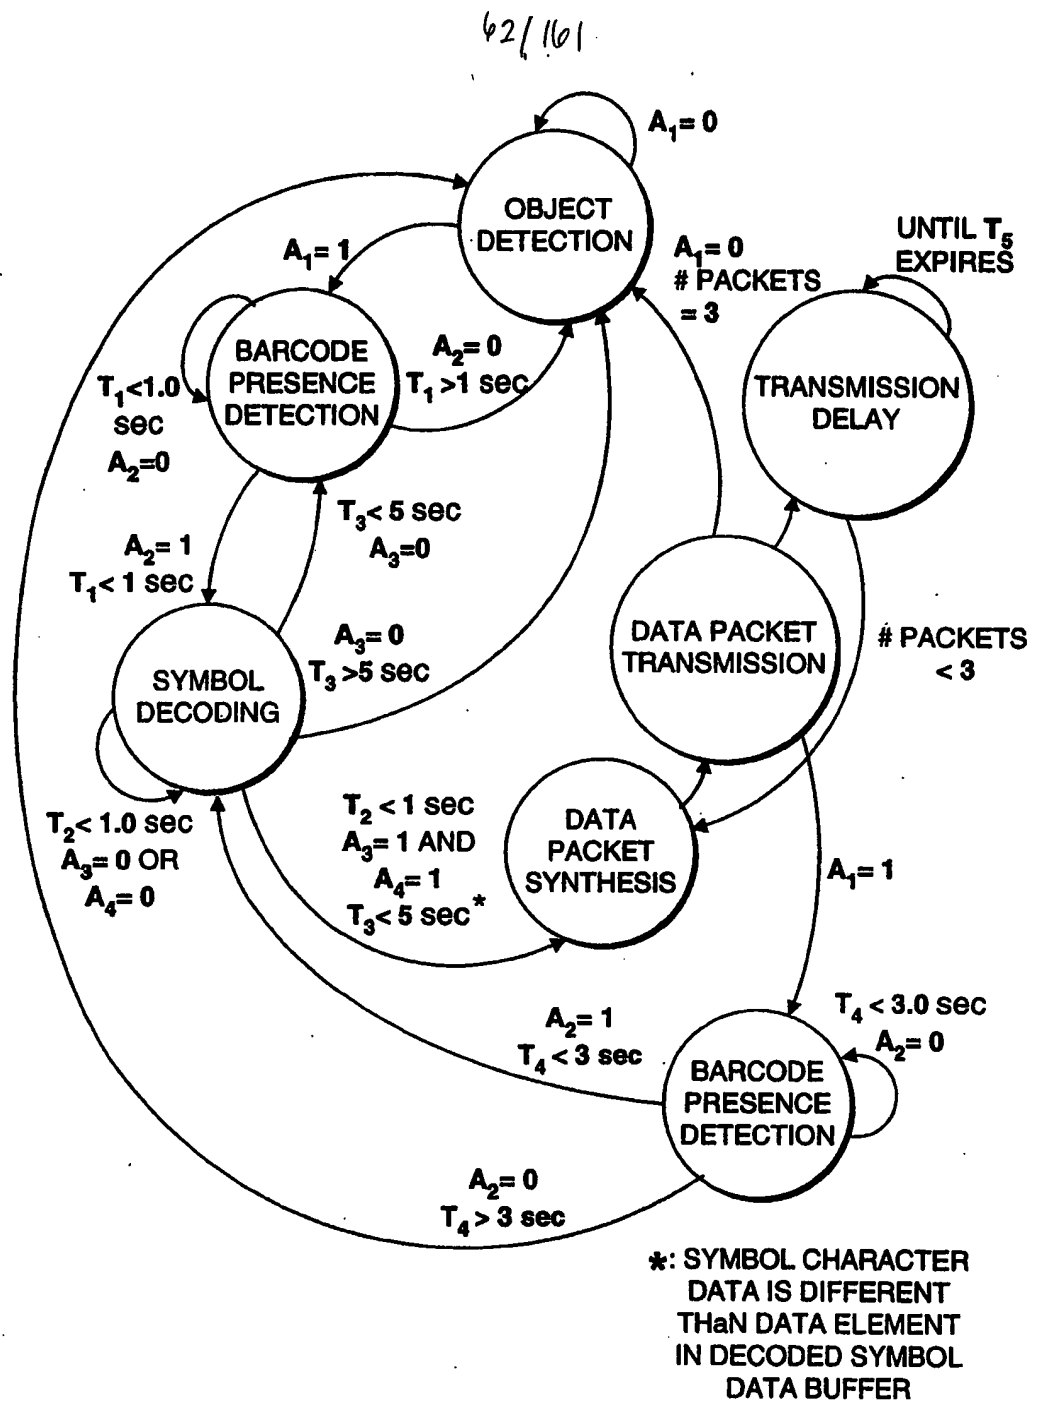 62/161
A₁= 0
OBJECT
DETECTION
UNTIL T₅
EXPIRES
A₁= 1
A₁= 0
# PACKETS
= 3
BARCODE
PRESENCE
DETECTION
A₂= 0
T₁ >1 sec
TRANSMISSION
DELAY
T₁<1.0
sec
A₂=0
T₃< 5 sec
A₃=0
A₂= 1
T₁< 1 sec
A₃= 0
T₃ >5 sec
DATA PACKET
TRANSMISSION
# PACKETS
< 3
SYMBOL
DECODING
T₂< 1.0 sec
A₃= 0 OR
A₄= 0
T₂ < 1 sec
A₃= 1 AND
A₄= 1
T₃< 5 sec*
DATA
PACKET
SYNTHESIS
A₁= 1
A₂= 1
T₄ < 3 sec
T₄ < 3.0 sec
A₂= 0
BARCODE
PRESENCE
DETECTION
A₂= 0
T₄ > 3 sec
*: SYMBOL CHARACTER
DATA IS DIFFERENT
THaN DATA ELEMENT
IN DECODED SYMBOL
DATA BUFFER